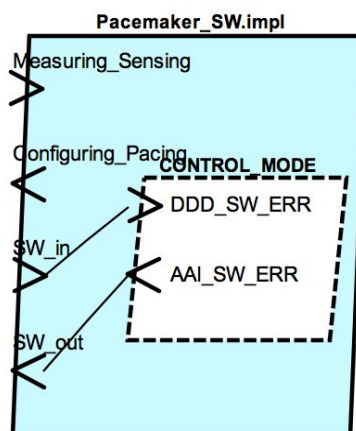 Pacemaker_SW.impl
Measuring_Sensing
Configuring_Pacing
CONTROL_MODE
DDD_SW_ERR
SW_in
AAI_SW_ERR
SW_out